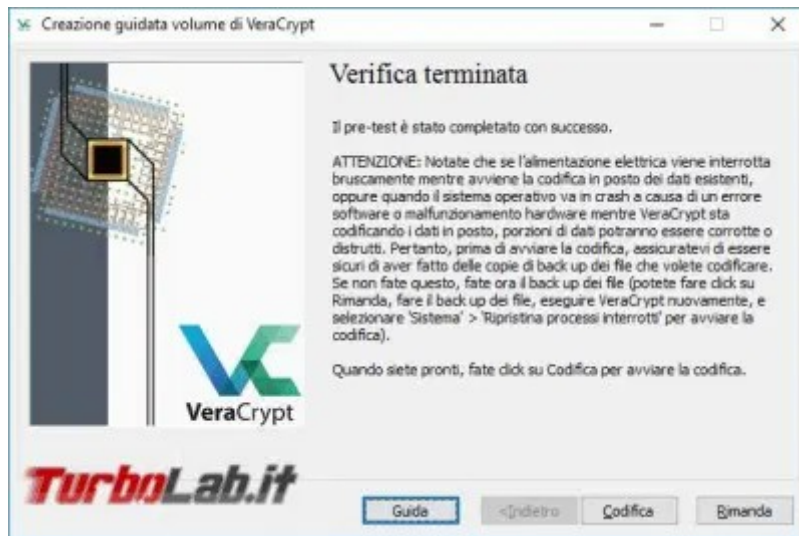 Creazione guidata volume di VeraCrypt
Verifica terminata
Il pre-test è stato completato con successo.
ATTENZIONE: Notate che se l'alimentazione elettrica viene interrotta
bruscamente mentre avviene la codifica in posto dei dati esistenti,
oppure quando il sistema operativo va in crash a causa di un errore
software o malfunzionamento hardware mentre VeraCrypt sta
codificando i dati in posto, porzioni di dati potranno essere corrotte o
distrutti. Pertanto, prima di avviare la codifica, assicuratevi di essere
sicuri di aver fatto delle copie di back up dei file che volete codificare.
Se non fate questo, fate ora il back up dei file (potete fare click su
Rimanda, fare il back up dei file, eseguire VeraCrypt nuovamente, e
selezionare 'Sistema' > 'Ripristina processi interrotti' per avviare la
codifica).
Quando siete pronti, fate click su Codifica per avviare la codifica.
VeraCrypt
TurboLab.it
Guida
<Indietro
Codifica
Rimanda